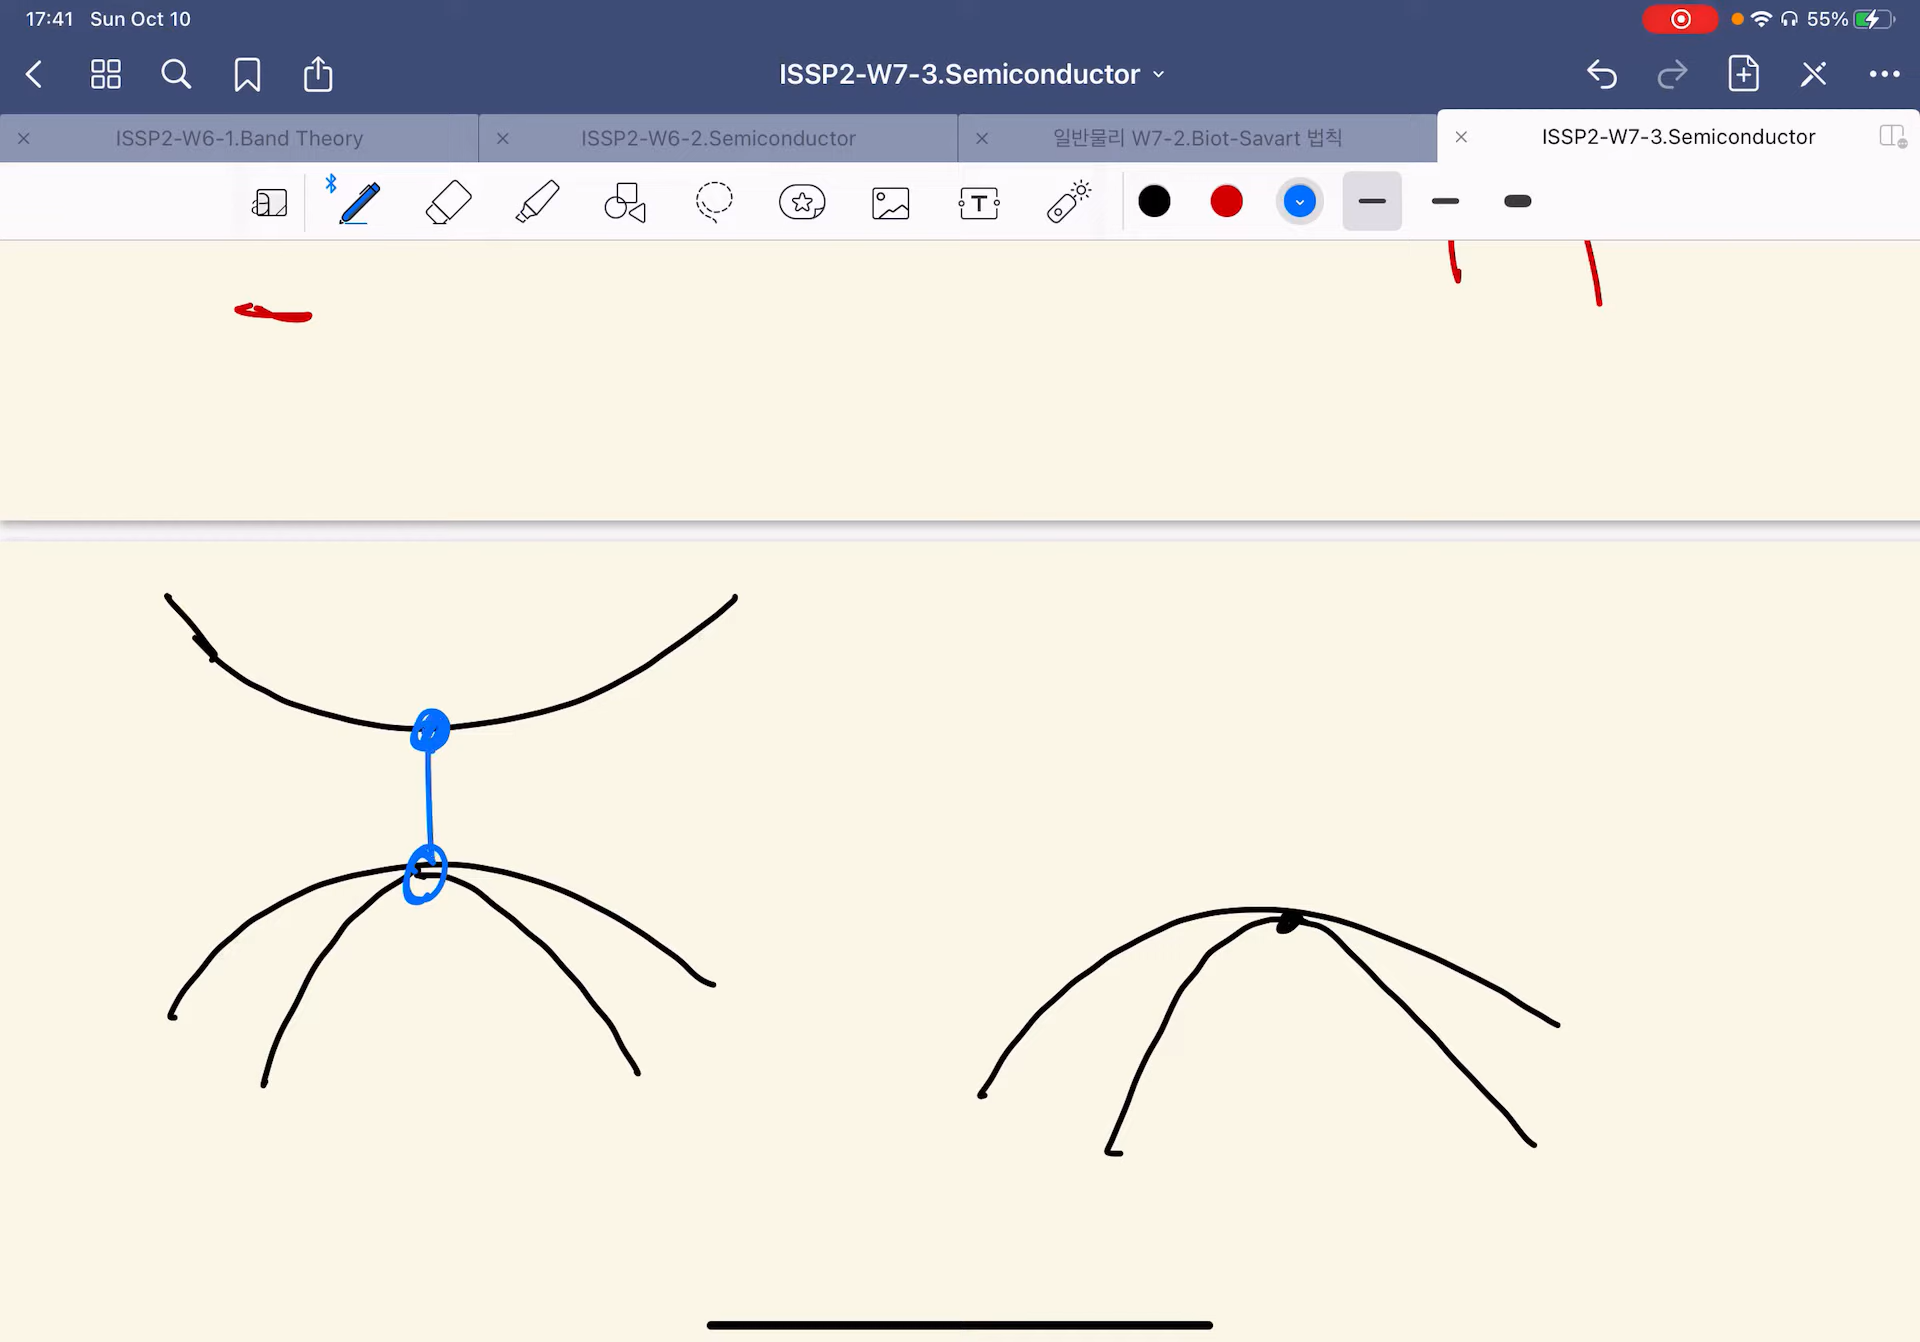 17:41 Sun Oct 10
55%
ISSP2-W7-3.Semiconductor
ISSP2-W6-1.Band Theory
ISSP2-W6-2.Semiconductor
일반물리 W7-2.Biot-Savart 법칙
ISSP2-W7-3.Semiconductor
T